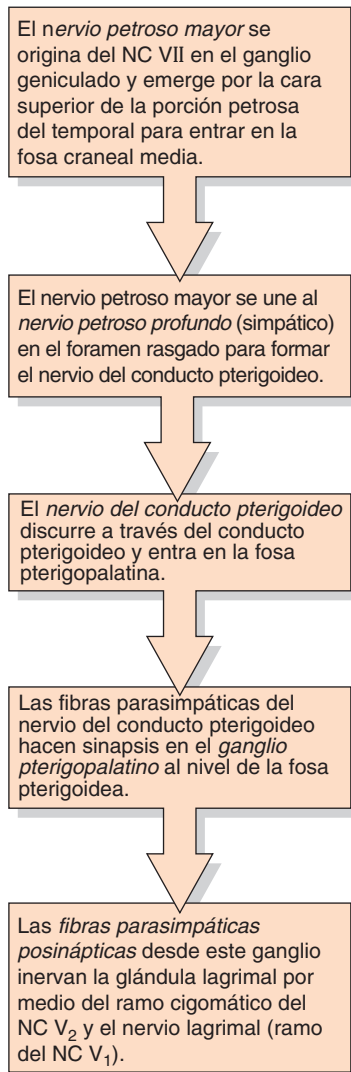 El nervio petroso mayor se
origina del NC VII en el ganglio
geniculado y emerge por la cara
superior de la porción petrosa
del temporal para entrar en la
fosa craneal media.
El nervio petroso mayor se une al
nervio petroso profundo (simpático)
en el foramen rasgado para formar
el nervio del conducto pterigoideo.
El nervio del conducto pterigoideo
discurre a través del conducto
pterigoideo y entra en la fosa
pterigopalatina.
Las fibras parasimpáticas del
nervio del conducto pterigoideo
hacen sinapsis en el ganglio
pterigopalatino al nivel de la fosa
pterigoidea.
Las fibras parasimpáticas
posinápticas desde este ganglio
inervan la glándula lagrimal por
medio del ramo cigomático del
NC V₂ y el nervio lagrimal (ramo
del NC V₁).